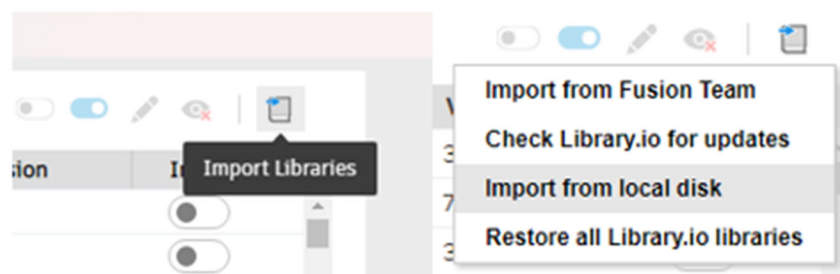 sion
Import Libraries
Import from Fusion Team
Check Library.io for updates
Import from local disk
Restore all Library.io libraries
3
7
3